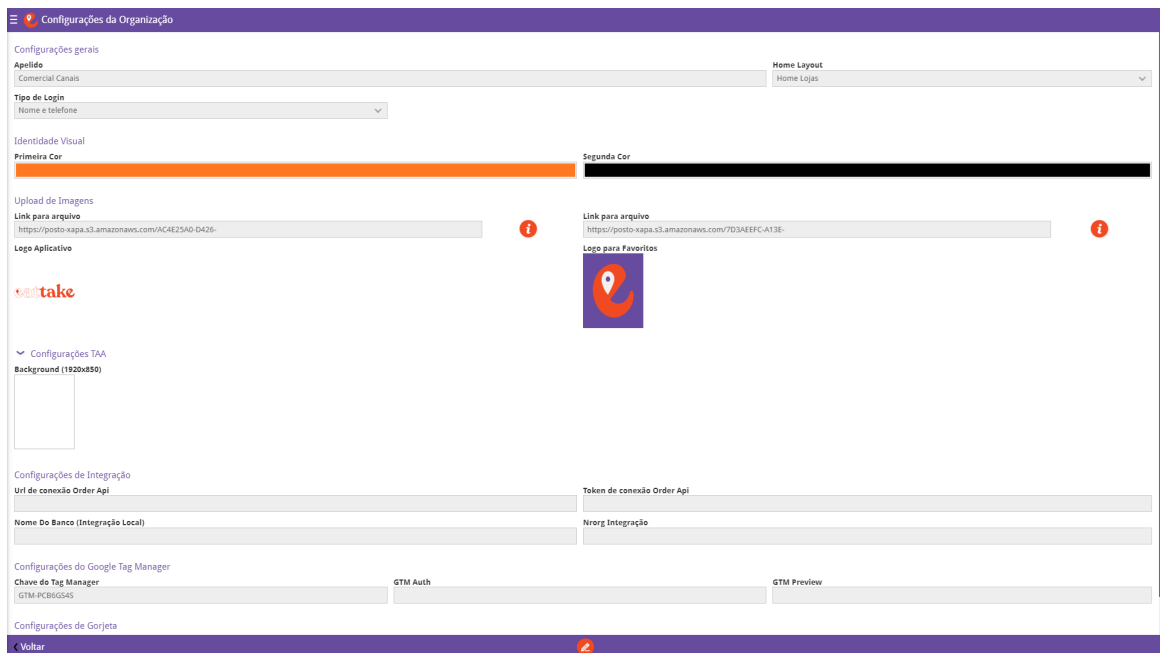 Configurações da Organização
Configurações gerais
Apelido
Home Layout
Comercial Canais
Home Lojas
Tipo de Login
Nome e telefone
Identidade Visual
Primeira Cor
Segunda Cor
Upload de Imagens
Link para arquivo
Link para arquivo
https://posto-xapa.s3.amazonaws.com/AC4E25A0-D426-
https://posto-xapa.s3.amazonaws.com/7D3AEEFC-A13E-
Logo Aplicativo
Logo para Favoritos
eattake
Configurações TAA
Background (1920x850)
Configurações de Integração
Url de conexão Order Api
Token de conexão Order Api
Nome Do Banco (Integração Local)
Nrorg Integração
Configurações do Google Tag Manager
Chave do Tag Manager
GTM Auth
GTM Preview
GTM-PCB6GS4S
Configurações de Gorjeta
Voltar